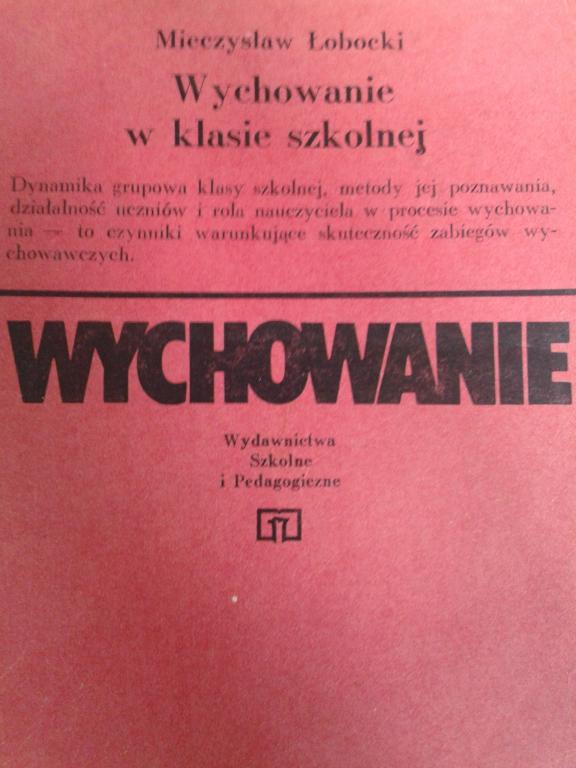 Mieczysław Łobocki
Wychowanie
w klasie szkolnej
Dynamika grupowa klasy szkolnej, metody jej poznawania,
działalność uczniów i rola nauczyciela w procesie wychowa-
nia — to czynniki warunkujące skuteczność zabiegów wy-
chowawczych.
WYCHOWANIE
Wydawnictwa
Szkolne
i Pedagogiczne